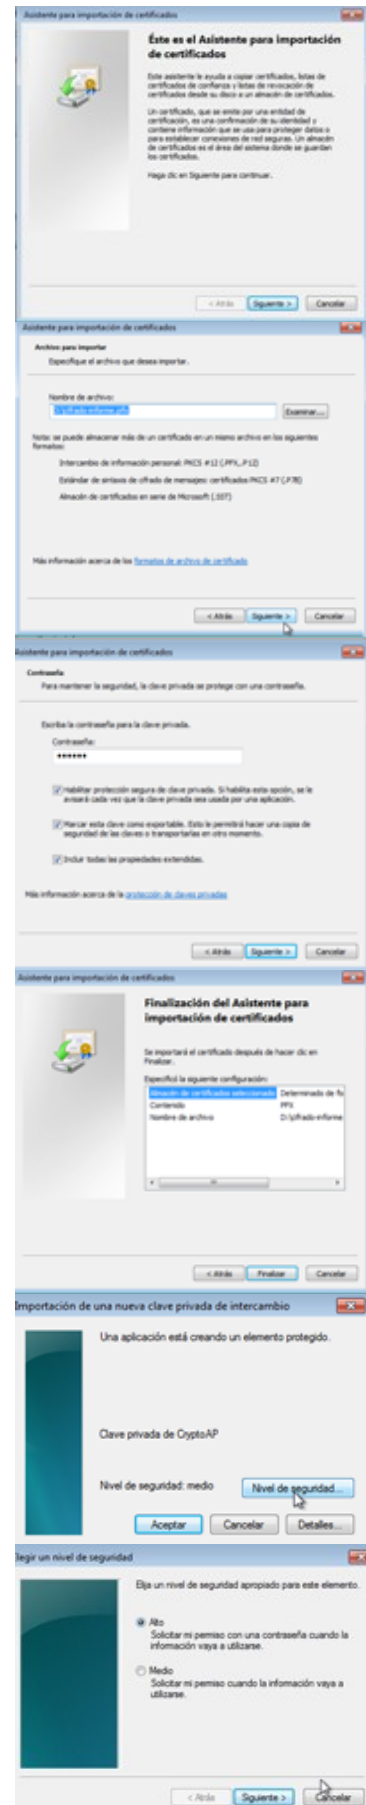 Asistente para importación de certificados
Éste es el Asistente para importación
de certificados
Este asistente le ayuda a copiar certificados, listas de
certificados de confianza y listas de revocación de
certificados desde su disco a un almacén de certificados.
Un certificado, que se emite por una entidad de
certificación, es una confirmación de su identidad y
contiene información que se usa para proteger datos o
para establecer conexiones de red seguras. Un almacén
de certificados es el área del sistema donde se guardan
los certificados.
Haga clic en Siguiente para continuar.
< Atrás Siguiente > Cancelar
Asistente para importación de certificados
Archivo para importar
Especifique el archivo que desea importar.
Nombre de archivo:
Examinar...
Nota: se puede almacenar más de un certificado en un mismo archivo en los siguientes
formatos:
Intercambio de información personal: PKCS #12 (.PFX,.P12)
Estándar de sintaxis de cifrado de mensajes: certificados PKCS #7 (.P7B)
Almacén de certificados en serie de Microsoft (.SST)
Más información acerca de los formatos de archivo de certificado
< Atrás Siguiente > Cancelar
Asistente para importación de certificados
Contraseña
Para mantener la seguridad, la clave privada se protege con una contraseña.
Escriba la contraseña para la clave privada.
Contraseña:
●●●●●●
Habilitar protección segura de clave privada. Si habilita esta opción, se le
avisará cada vez que la clave privada sea usada por una aplicación.
Marcar esta clave como exportable. Esto le permitirá hacer una copia de
seguridad de las claves o transportarlas en otro momento.
Incluir todas las propiedades extendidas.
Más información acerca de la protección de claves privadas
< Atrás Siguiente > Cancelar
Asistente para importación de certificados
Finalización del Asistente para
importación de certificados
Se importará el certificado después de hacer clic en
Finalizar.
Especificó la siguiente configuración:
Almacén de certificados seleccionado Determinado de fo
Contenido PFX
Nombre de archivo
< Atrás Finalizar Cancelar
Importación de una nueva clave privada de intercambio
Una aplicación está creando un elemento protegido.
Clave privada de CryptoAP
Nivel de seguridad: medio Nivel de seguridad...
Aceptar Cancelar Detalles...
Elegir un nivel de seguridad
Elija un nivel de seguridad apropiado para este elemento.
Alto
Solicitar mi permiso con una contraseña cuando la
información vaya a utilizarse.
Medio
Solicitar mi permiso cuando la información vaya a
utilizarse.
< Atrás Siguiente > Cancelar